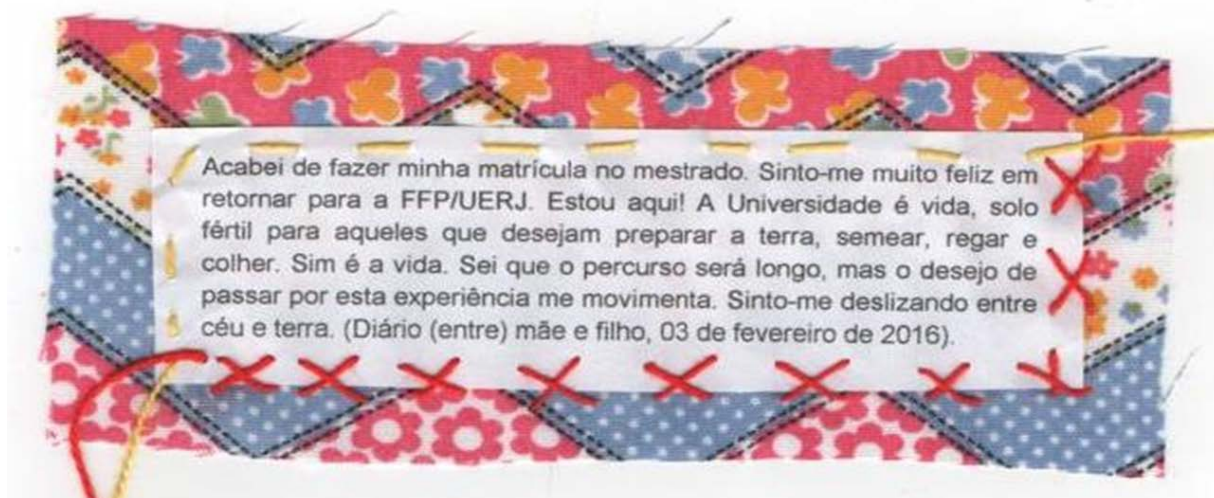 Acabei de fazer minha matrícula no mestrado. Sinto-me muito feliz em
retornar para a FFP/UERJ. Estou aqui! A Universidade é vida, solo
fértil para aqueles que desejam preparar a terra, semear, regar e
colher. Sim é a vida. Sei que o percurso será longo, mas o desejo de
passar por esta experiência me movimenta. Sinto-me deslizando entre
céu e terra. (Diário (entre) mãe e filho, 03 de fevereiro de 2016).